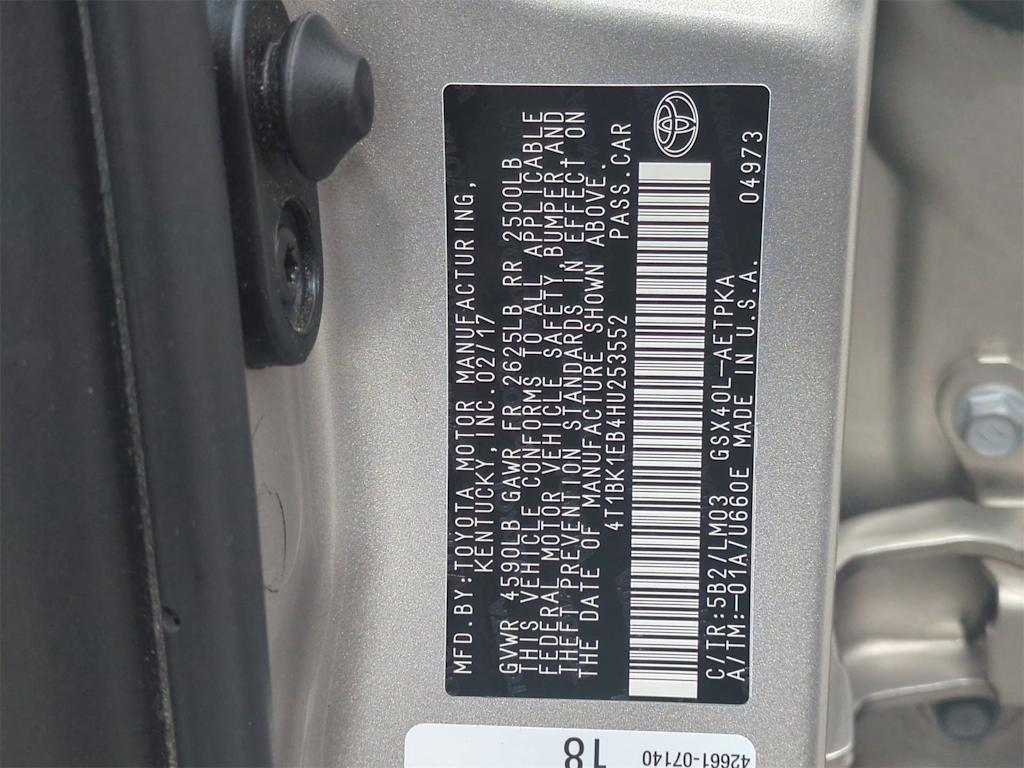 MFD.BY:TOYOTA MOTOR MANUFACTURING,
KENTUCKY, INC.02/17
GVWR 4590LB GAWR FR 2625LB RR 2500LB
THIS VEHICLE CONFORMS TO ALL APPLICABLE
FEDERAL MOTOR VEHICLE SAFETY, BUMPER, AND
THEFT PREVENTION STANDARDS IN EFFECT ON
THE DATE OF MANUFACTURE SHOWN ABOVE.
4T1BK1EB4HU253552 PASS.CAR
C/TR:5B2/LM03 GSX40L-AETPKA 04973
A/TM:-01A/U660E MADE IN U.S.A.
42661-07140
18